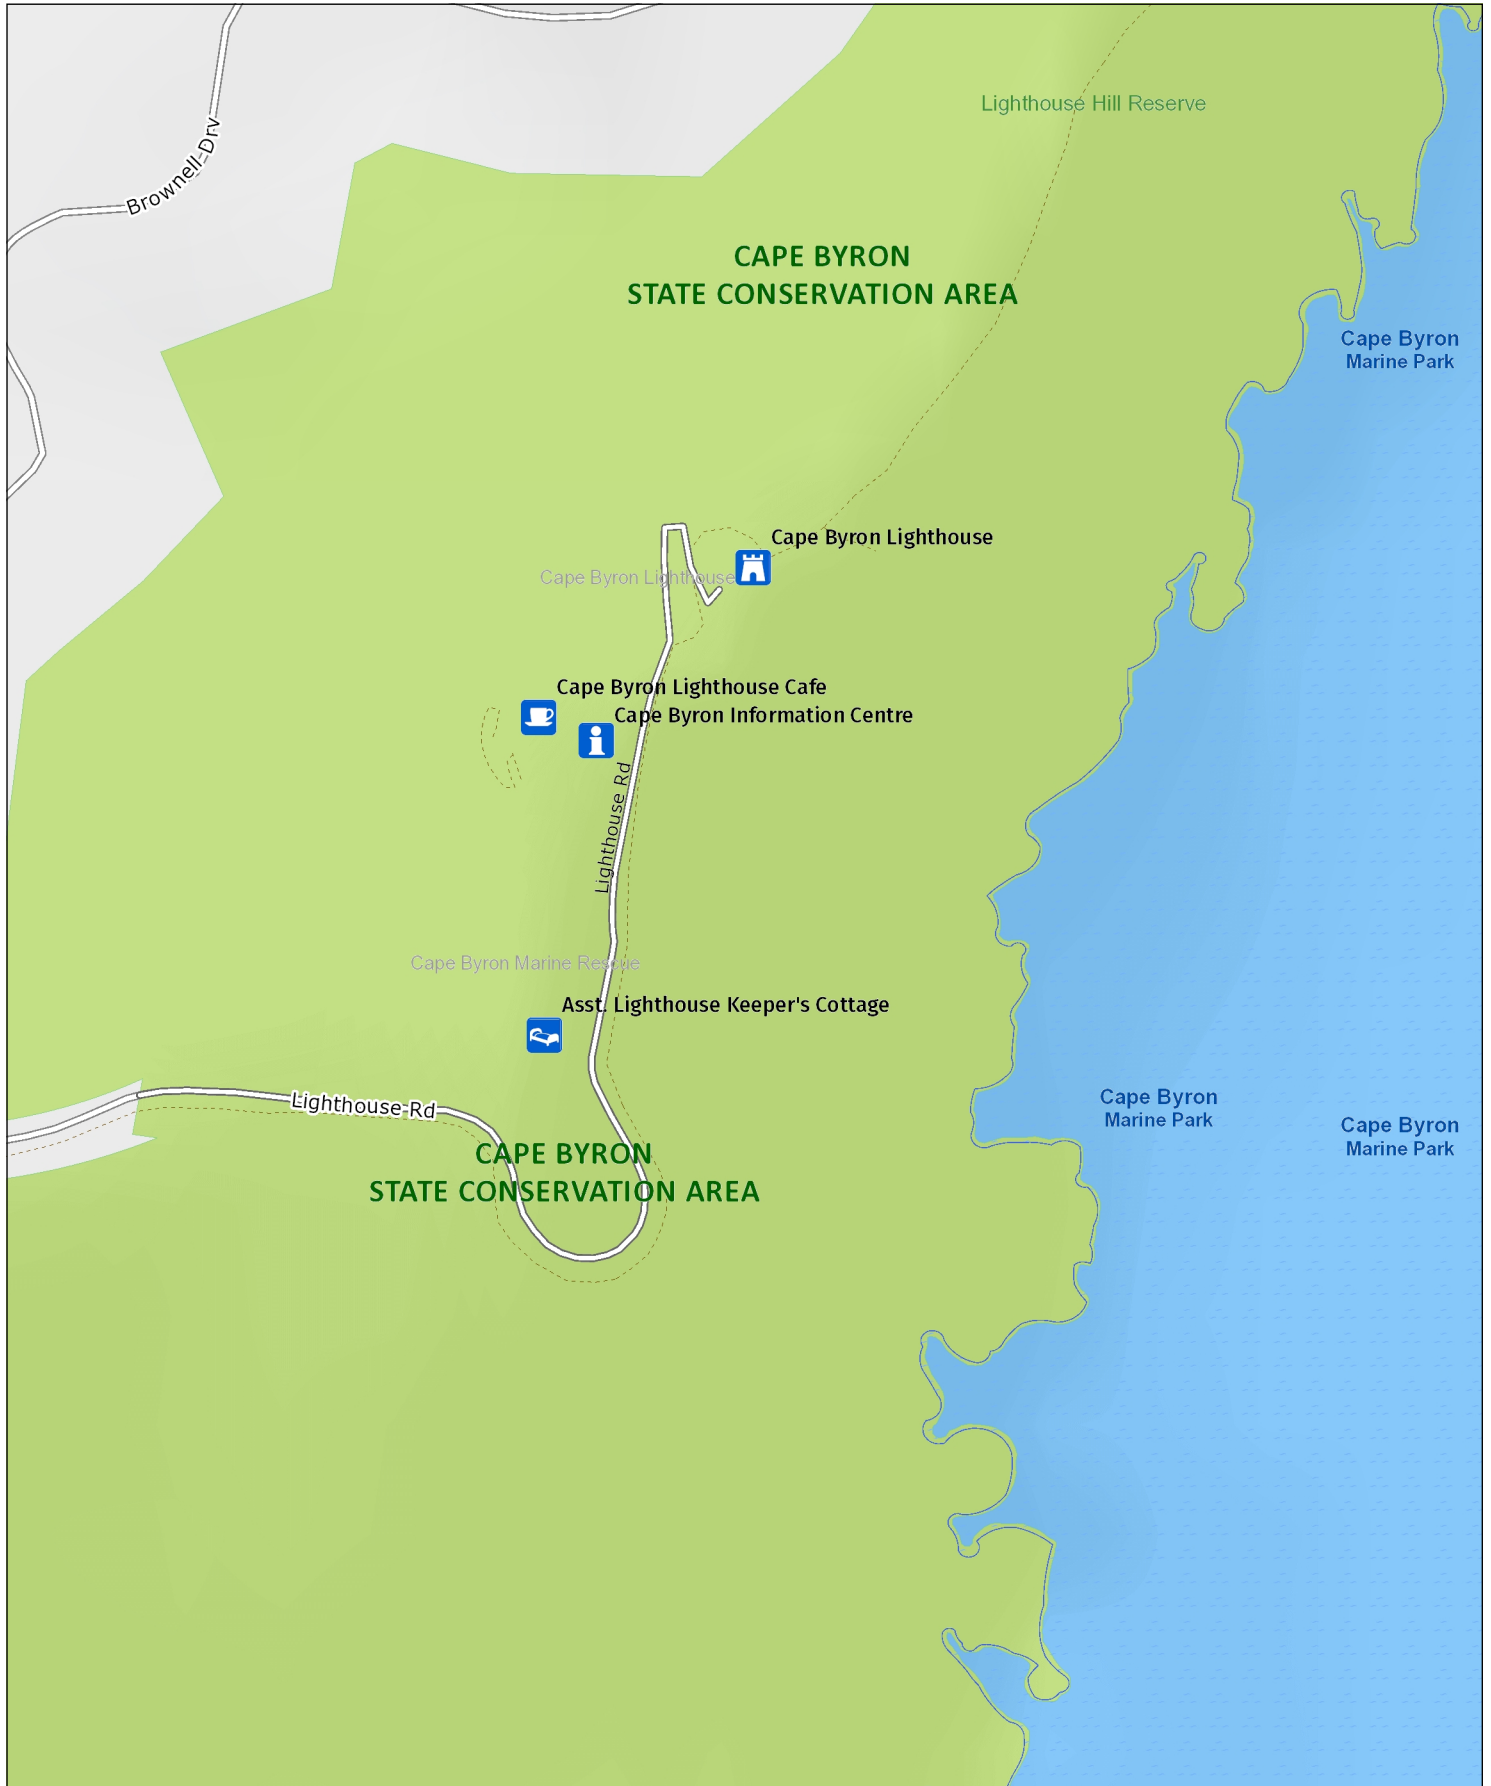 Lighthouse Hill Reserve
Brownell Drv
CAPE BYRON
STATE CONSERVATION AREA
Cape Byron
Marine Park
Cape Byron Lighthouse
Cape Byron Lighthouse
Cape Byron Lighthouse Cafe
Cape Byron Information Centre
Lighthouse Rd
Cape Byron Marine Rescue
Asst. Lighthouse Keeper's Cottage
Lighthouse Rd
Cape Byron
Marine Park
Cape Byron
Marine Park
CAPE BYRON
STATE CONSERVATION AREA